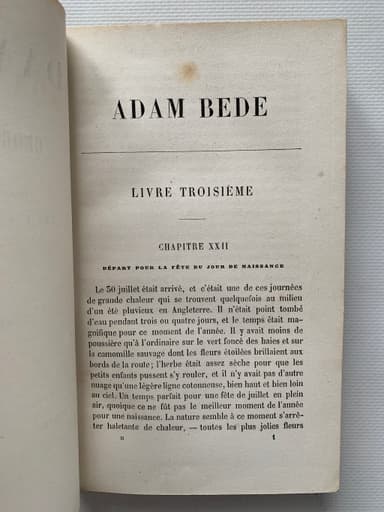 ADAM BEDE
LIVRE TROISIÈME
CHAPITRE XXII
DÉPART POUR LA FÊTE DU JOUR DE NAISSANCE
Le 30 juillet était arrivé, et c'était une de ces journées
de grande chaleur qui se trouvent quelquefois au milieu
d'un été pluvieux en Angleterre. Il n'était point tombé
d'eau pendant trois ou quatre jours, et le temps était ma-
gnifique pour ce moment de l'année. Il y avait moins de
poussière qu'à l'ordinaire sur le vert foncé des haies et sur
la camomille sauvage dont les fleurs étoilées brillaient aux
bords de la route; l'herbe était assez sèche pour que les
petits enfants pussent s'y rouler, et il n'y avait pas d'autre
nuage qu'une légère ligne cotonneuse, bien haut et bien loin
au ciel. Un temps parfait pour une fête de juillet en plein
air, quoique ce ne fût pas le meilleur moment de l'année
pour une naissance. La nature semble à ce moment s'arrê-
ter haletante de chaleur, — toutes les plus jolies fleurs
II 1